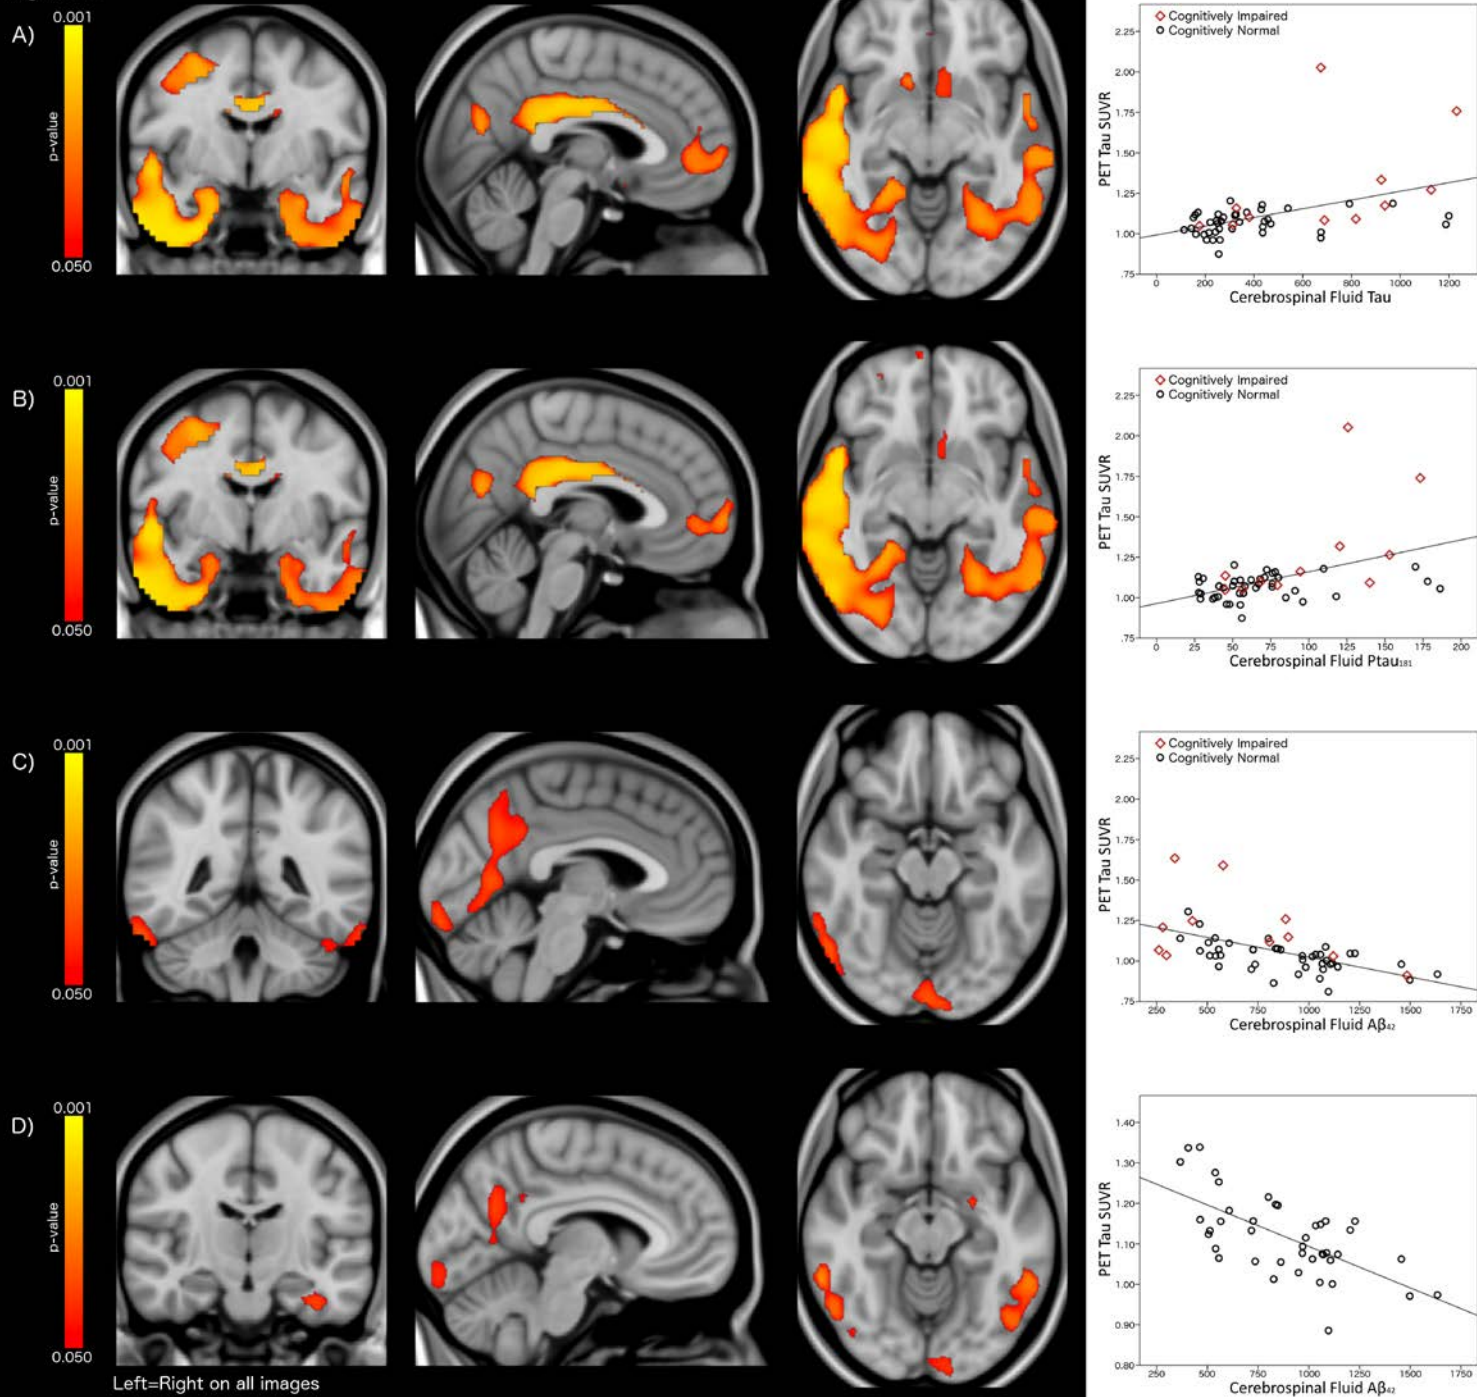 A)
0.001
p-value
0.050
Cognitively Impaired
Cognitively Normal
PET Tau SUVR
2.25
2.00
1.75
1.50
1.25
1.00
.75
0 200 400 600 800 1000 1200
Cerebrospinal Fluid Tau
B)
0.001
p-value
0.050
Cognitively Impaired
Cognitively Normal
PET Tau SUVR
2.25
2.00
1.75
1.50
1.25
1.00
.75
0 25 50 75 100 125 150 175 200
Cerebrospinal Fluid Ptau₁₈₁
C)
0.001
p-value
0.050
Cognitively Impaired
Cognitively Normal
PET Tau SUVR
2.25
2.00
1.75
1.50
1.25
1.00
.75
250 500 750 1000 1250 1500 1750
Cerebrospinal Fluid Aβ₄₂
D)
0.001
p-value
0.050
PET Tau SUVR
1.40
1.30
1.20
1.10
1.00
0.90
0.80
250 500 750 1000 1250 1500 1750
Cerebrospinal Fluid Aβ₄₂
Left=Right on all images